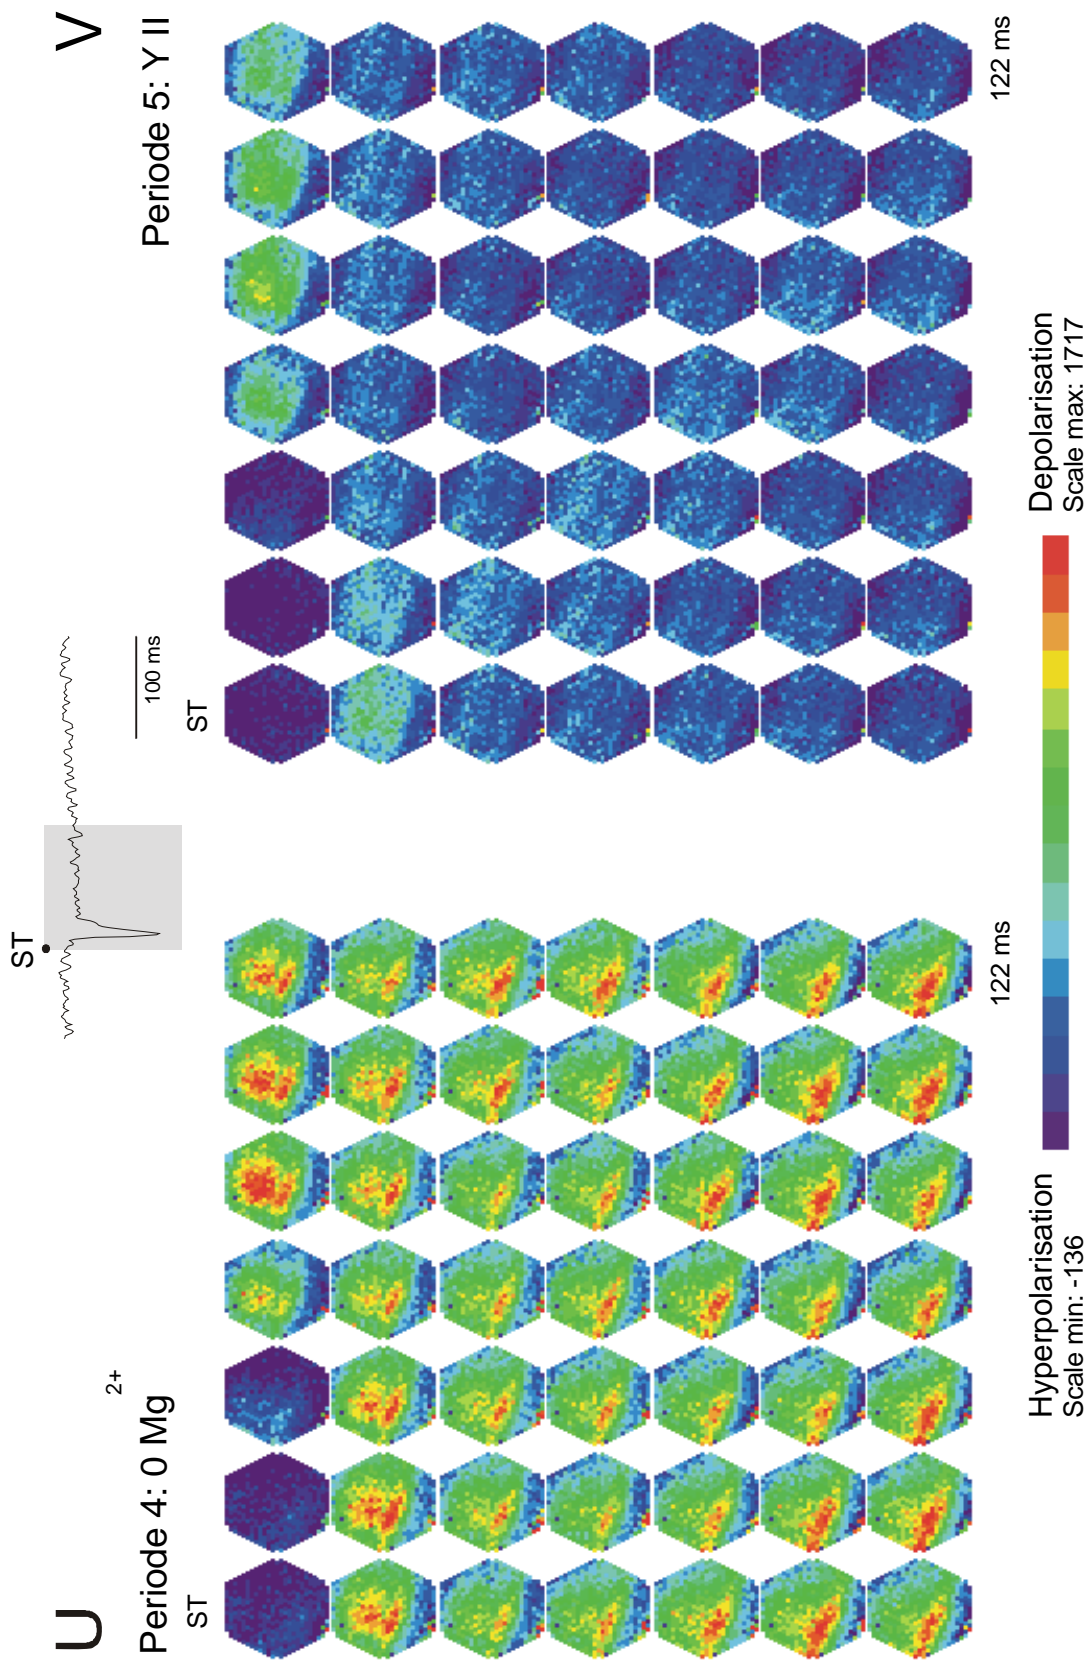 U
V
Periode 4: 0 Mg 2+
Periode 5: Y II
ST
100 ms
ST
ST
122 ms
122 ms
Hyperpolarisation
Scale min: -136
Depolarisation
Scale max: 1717